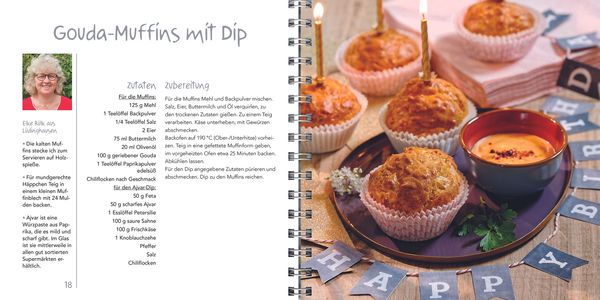 Gouda-Muffins mit Dip
Elke Rölk aus
Lüdinghausen
• Die kalten Muf-
fins stecke ich zum
Servieren auf Holz-
spieße.
• Für mundgerechte
Häppchen Teig in
einem kleinen Muf-
finblech mit 24 Mul-
den backen.
• Ajvar ist eine
Würzpaste aus Pap-
rika, die es mild und
scharf gibt. Im Glas
ist sie mittlerweile in
allen gut sortierten
Supermärkten er-
hältlich.
18
Zutaten
Für die Muffins:
125 g Mehl
1 Teelöffel Backpulver
1/4 Teelöffel Salz
2 Eier
75 ml Buttermilch
20 ml Olivenöl
100 g geriebener Gouda
1 Teelöffel Paprikapulver
edelsüß
Chiliflocken nach Geschmack
für den Ajvar-Dip:
50 g Feta
50 g scharfes Ajvar
1 Esslöffel Petersilie
100 g saure Sahne
100 g Frischkäse
1 Knoblauchzehe
Pfeffer
Salz
Chiliflocken
Zubereitung
Für die Muffins Mehl und Backpulver mischen.
Salz, Eier, Buttermilch und Öl verquirlen, zu
den trockenen Zutaten gießen. Zu einem Teig
verarbeiten. Käse unterheben, mit Gewürzen
abschmecken.
Backofen auf 190 °C (Ober-/Unterhitze) vorhei-
zen. Teig in eine gefettete Muffinform geben,
im vorgeheizten Ofen etwa 25 Minuten backen.
Abkühlen lassen.
Für den Dip angegebene Zutaten pürieren und
abschmecken. Dip zu den Muffins reichen.
HAPPY
BIRTHD